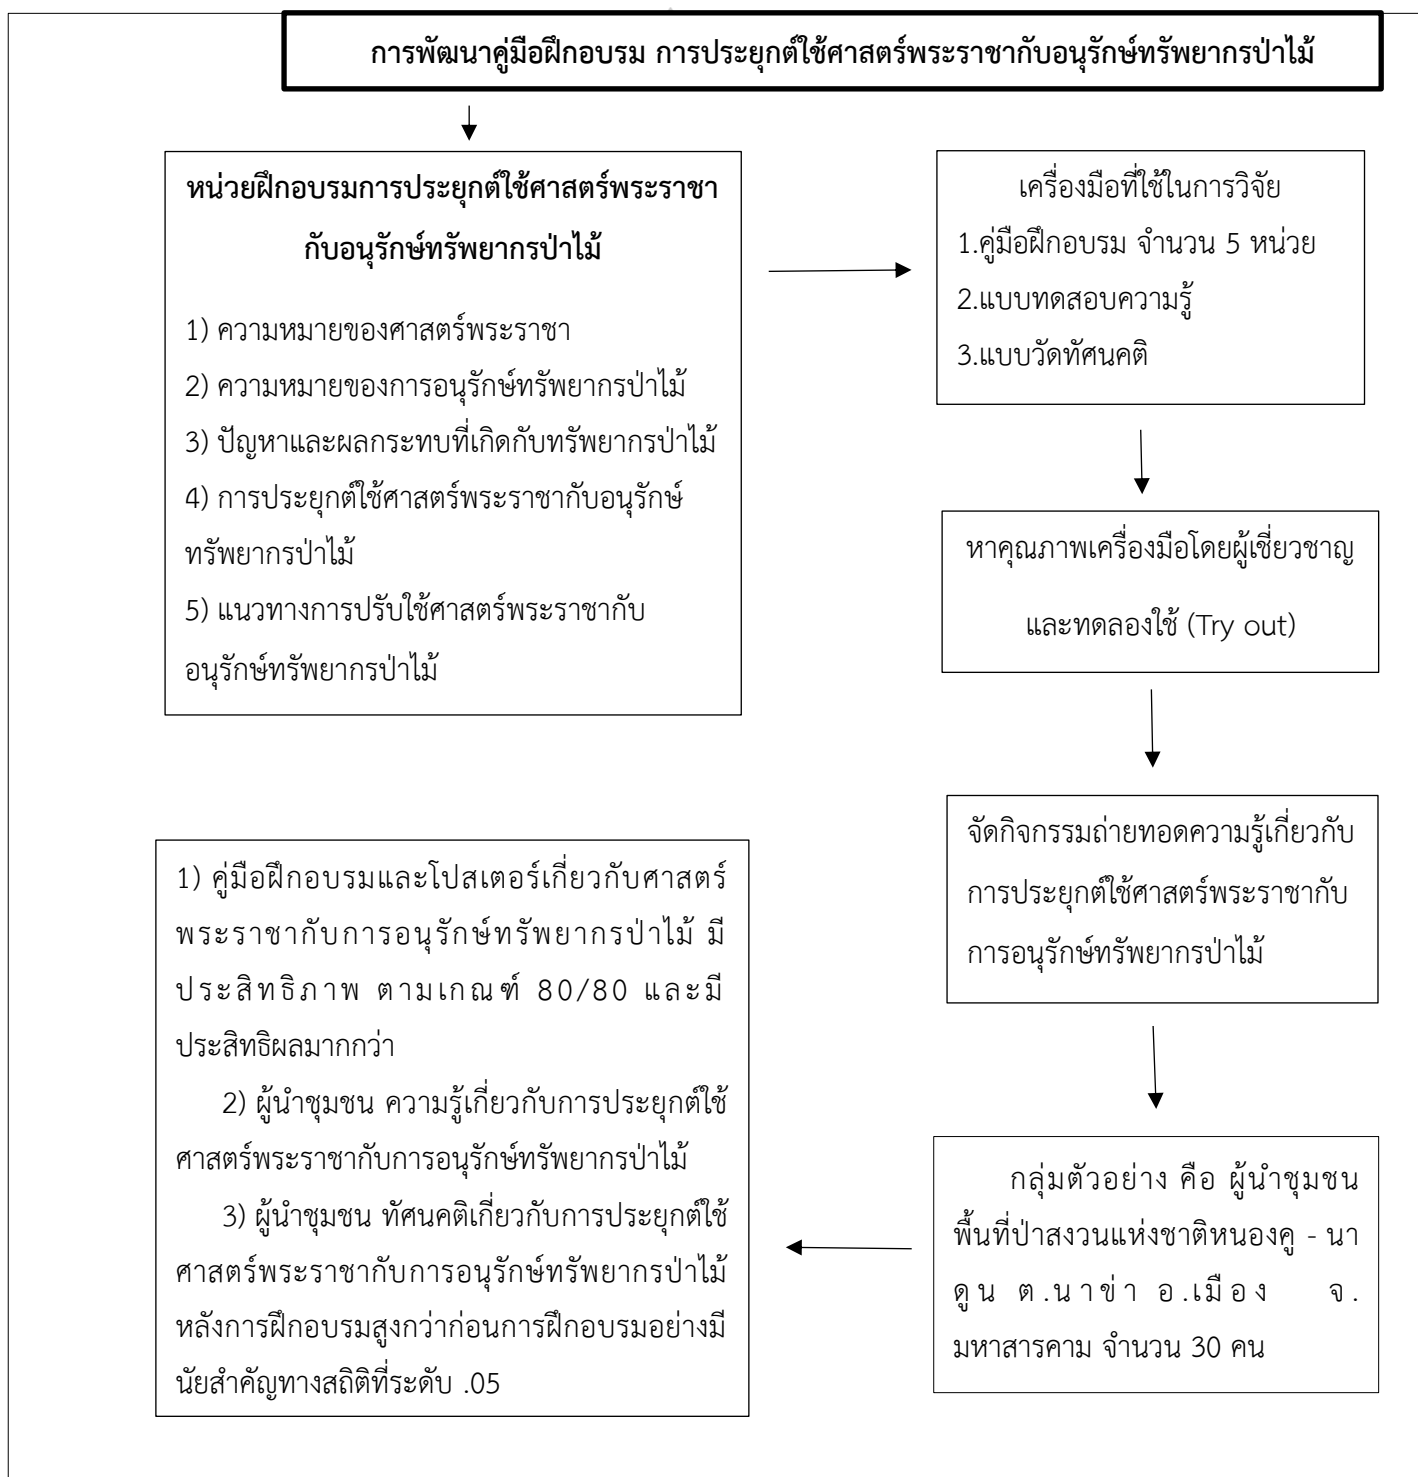 การพัฒนาคู่มือฝึกอบรม การประยุกต์ใช้ศาสตร์พระราชากับอนุรักษ์ทรัพยากรป่าไม้
หน่วยฝึกอบรมการประยุกต์ใช้ศาสตร์พระราชา
กับอนุรักษ์ทรัพยากรป่าไม้
1) ความหมายของศาสตร์พระราชา
2) ความหมายของการอนุรักษ์ทรัพยากรป่าไม้
3) ปัญหาและผลกระทบที่เกิดกับทรัพยากรป่าไม้
4) การประยุกต์ใช้ศาสตร์พระราชากับอนุรักษ์
ทรัพยากรป่าไม้
5) แนวทางการปรับใช้ศาสตร์พระราชากับ
อนุรักษ์ทรัพยากรป่าไม้
เครื่องมือที่ใช้ในการวิจัย
1.คู่มือฝึกอบรม จำนวน 5 หน่วย
2.แบบทดสอบความรู้
3.แบบวัดทัศนคติ
หาคุณภาพเครื่องมือโดยผู้เชี่ยวชาญ
และทดลองใช้ (Try out)
จัดกิจกรรมถ่ายทอดความรู้เกี่ยวกับ
การประยุกต์ใช้ศาสตร์พระราชากับ
การอนุรักษ์ทรัพยากรป่าไม้
กลุ่มตัวอย่าง คือ ผู้นำชุมชน
พื้นที่ป่าสงวนแห่งชาติหนองคู - นา
ดูน ต.นาข่า อ.เมือง จ.
มหาสารคาม จำนวน 30 คน
1) คู่มือฝึกอบรมและโปสเตอร์เกี่ยวกับศาสตร์
พระราชากับการอนุรักษ์ทรัพยากรป่าไม้ มี
ประสิทธิภาพ ตามเกณฑ์ 80/80 และมี
ประสิทธิผลมากกว่า
2) ผู้นำชุมชน ความรู้เกี่ยวกับการประยุกต์ใช้
ศาสตร์พระราชากับการอนุรักษ์ทรัพยากรป่าไม้
3) ผู้นำชุมชน ทัศนคติเกี่ยวกับการประยุกต์ใช้
ศาสตร์พระราชากับการอนุรักษ์ทรัพยากรป่าไม้
หลังการฝึกอบรมสูงกว่าก่อนการฝึกอบรมอย่างมี
นัยสำคัญทางสถิติที่ระดับ .05